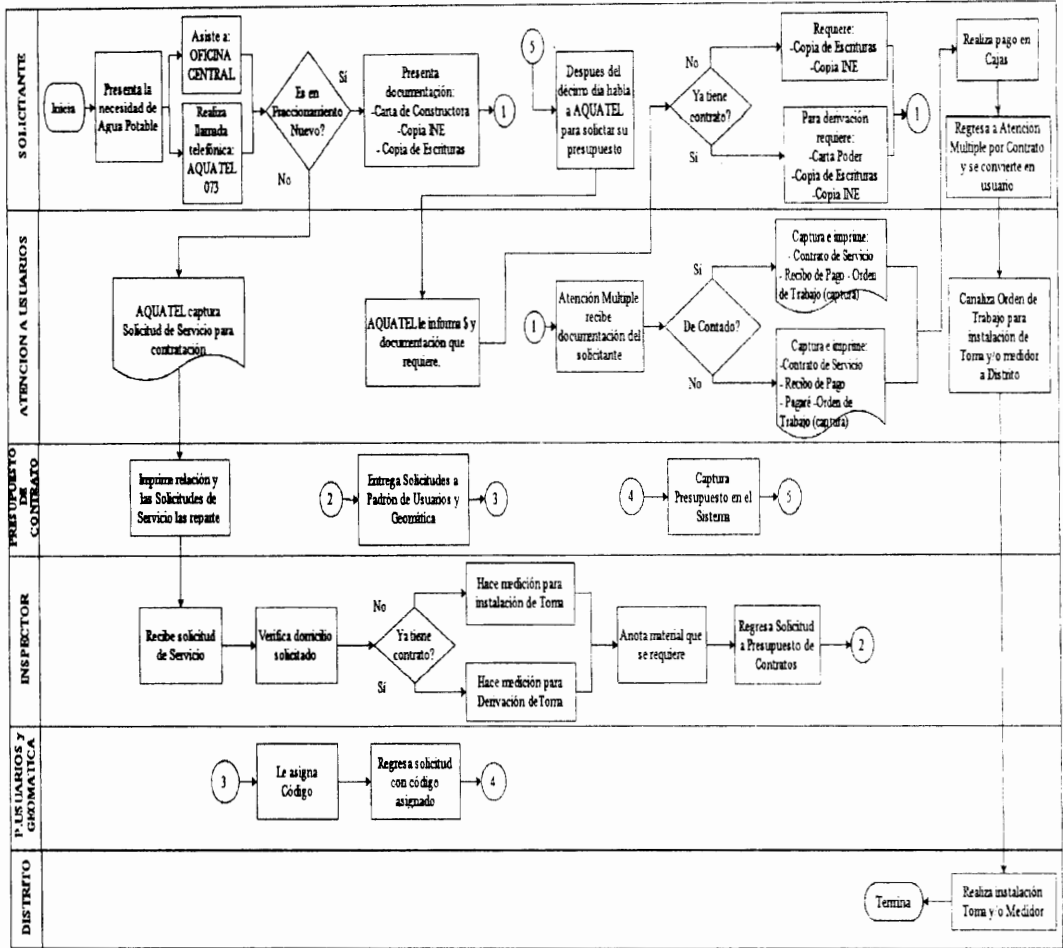 SOLICITANTE
Inicia
Presenta la
necesidad de
Agua Potable
Asiste a:
OFICINA
CENTRAL
Realiza
llamada
telefónica:
AQUATEL
073
Es en
Fraccionamiento
Nuevo?
Sí
No
Presenta
documentación:
-Carta de Constructora
-Copia INE
- Copia de Escrituras
1
5
Despues del
décimo dia habla
a AQUATEL
para solictar su
presupuesto
Ya tiene
contrato?
No
Si
Requiere:
-Copia de Escrituras
-Copia INE
Para derivación
requiere:
-Carta Poder
-Copia de Escrituras
-Copia INE
1
Realiza pago en
Cajas
Regresa a Atencion
Multiple por Contrato
y se convierte en
usuario
ATENCION A USUARIOS
AQUATEL captura
Solicitud de Servicio para
contratación
AQUATEL le informa $ y
documentación que
requiere.
1
Atención Multiple
recibe
documentación del
solicitante
De Contado?
Sí
No
Captura e imprime:
- Contrato de Servicio
- Recibo de Pago - Orden
de Trabajo (captura)
Captura e imprime:
-Contrato de Servicio
- Recibo de Pago
- Pagaré -Orden de
Trabajo (captura)
Canaliza Orden de
Trabajo para
instalación de
Toma y/o medidor
a Distrito
PRESUPUESTO
DE
CONTRATO
Imprime relación y
las Solicitudes de
Servicio las reparte
2
Entrega Solicitudes a
Padrón de Usuarios y
Geomática
3
4
Captura
Presupuesto en el
Sistema
5
INSPECTOR
Recibe solicitud
de Servicio
Verifica domicilio
solicitado
Ya tiene
contrato?
No
Sí
Hace medición para
instalación de Toma
Hace medición para
Derivación de Toma
Anota material que
se requiere
Regresa Solicitud
a Presupuesto de
Contratos
2
P.USUARIOS y
GEOMATICA
3
Le asigna
Código
Regresa solicitud
con código
asignado
4
DISTRITO
Termina
Realiza instalación
Toma y/o Medidor